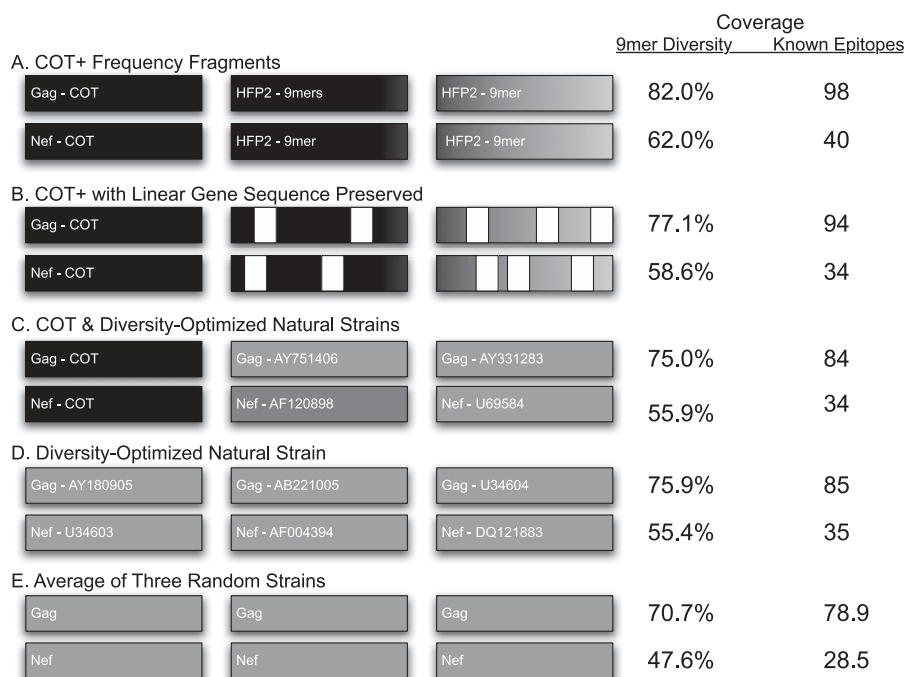 Coverage
9mer Diversity Known Epitopes
A. COT+ Frequency Fragments
Gag - COT HFP2 - 9mers HFP2 - 9mer 82.0% 98
Nef - COT HFP2 - 9mer HFP2 - 9mer 62.0% 40
B. COT+ with Linear Gene Sequence Preserved
Gag - COT 77.1% 94
Nef - COT 58.6% 34
C. COT & Diversity-Optimized Natural Strains
Gag - COT Gag - AY751406 Gag - AY331283 75.0% 84
Nef - COT Nef - AF120898 Nef - U69584 55.9% 34
D. Diversity-Optimized Natural Strain
Gag - AY180905 Gag - AB221005 Gag - U34604 75.9% 85
Nef - U34603 Nef - AF004394 Nef - DQ121883 55.4% 35
E. Average of Three Random Strains
Gag Gag Gag 70.7% 78.9
Nef Nef Nef 47.6% 28.5